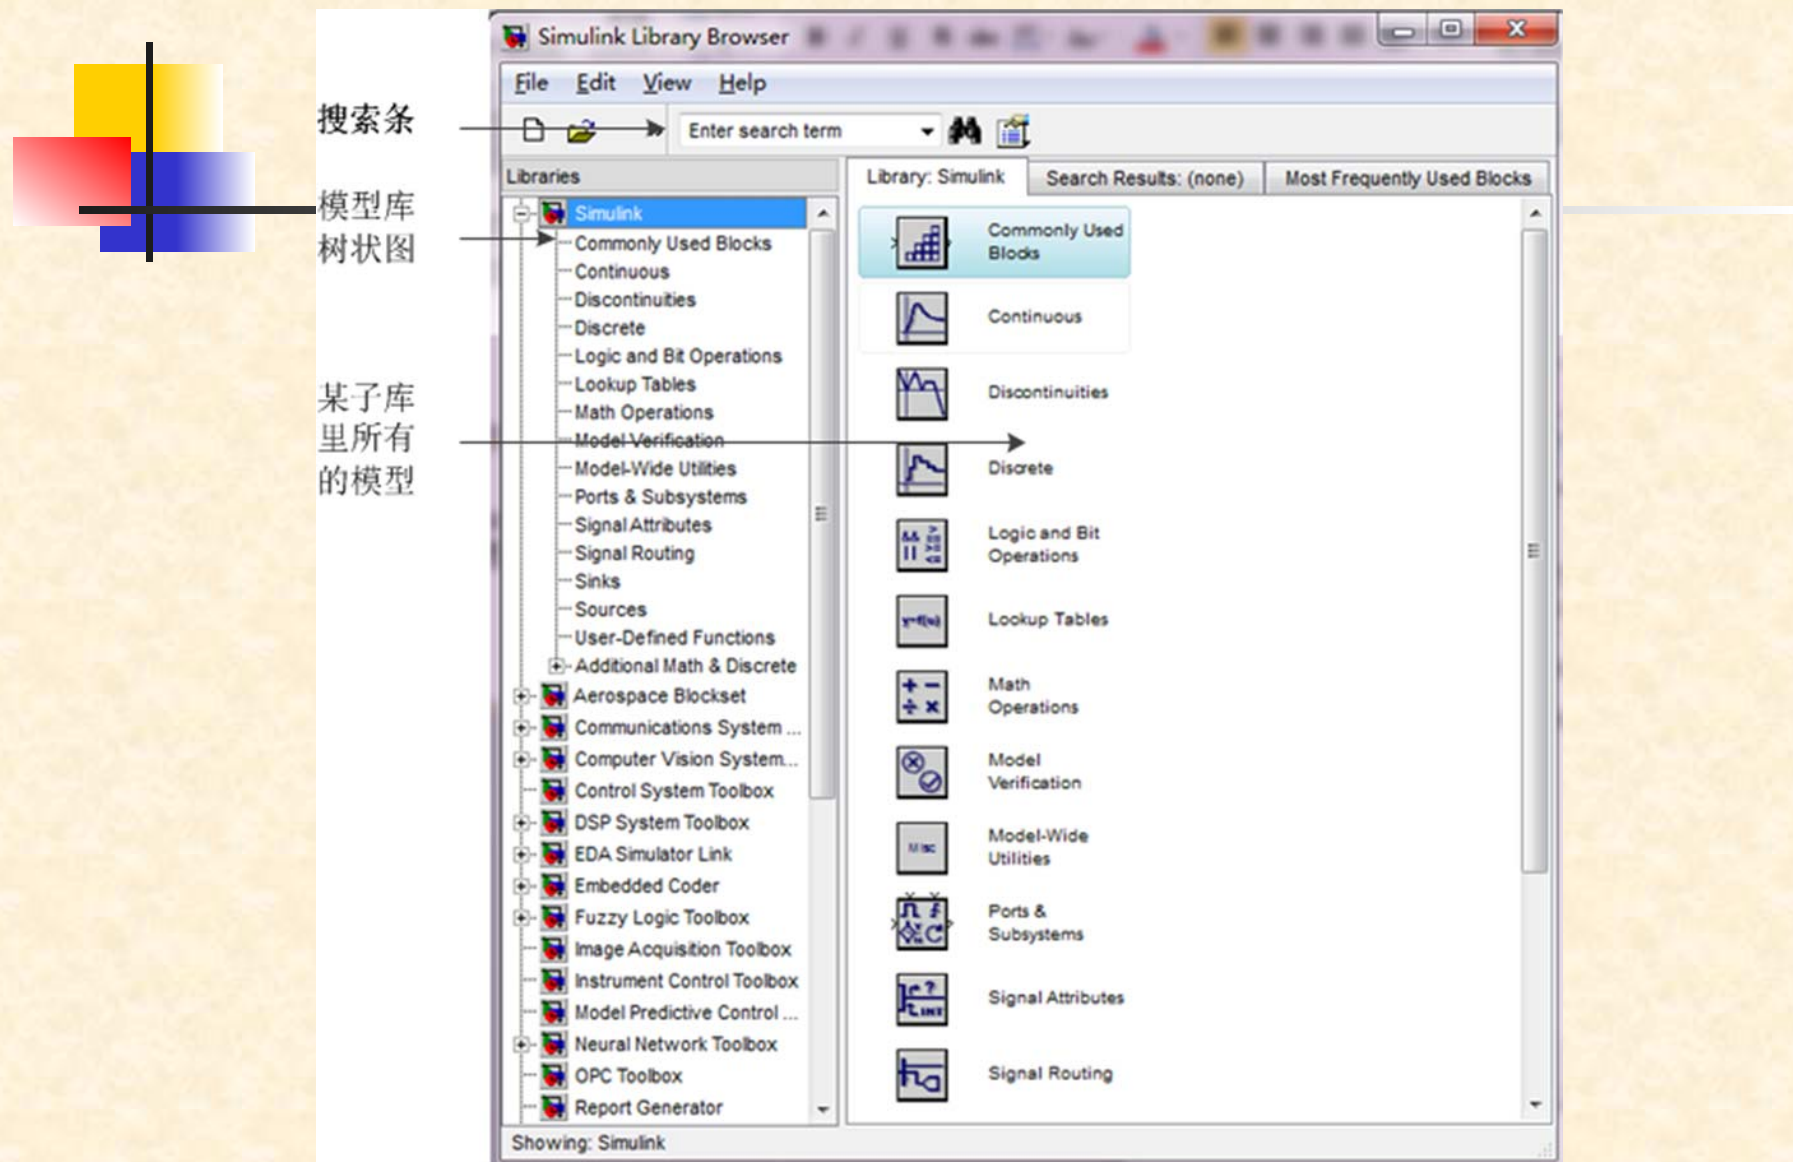 Simulink Library Browser
File Edit View Help
搜索条
Enter search term
模型库
树状图
某子库
里所有
的模型
Libraries
Simulink
Commonly Used Blocks
Continuous
Discontinuities
Discrete
Logic and Bit Operations
Lookup Tables
Math Operations
Model Verification
Model-Wide Utilities
Ports & Subsystems
Signal Attributes
Signal Routing
Sinks
Sources
User-Defined Functions
Additional Math & Discrete
Aerospace Blockset
Communications System ...
Computer Vision System...
Control System Toolbox
DSP System Toolbox
EDA Simulator Link
Embedded Coder
Fuzzy Logic Toolbox
Image Acquisition Toolbox
Instrument Control Toolbox
Model Predictive Control ...
Neural Network Toolbox
OPC Toolbox
Report Generator
Library: Simulink Search Results: (none) Most Frequently Used Blocks
Commonly Used
Blocks
Continuous
Discontinuities
Discrete
Logic and Bit
Operations
y=f(u)
Lookup Tables
Math
Operations
Model
Verification
Misc
Model-Wide
Utilities
Ports &
Subsystems
Signal Attributes
Signal Routing
Showing: Simulink